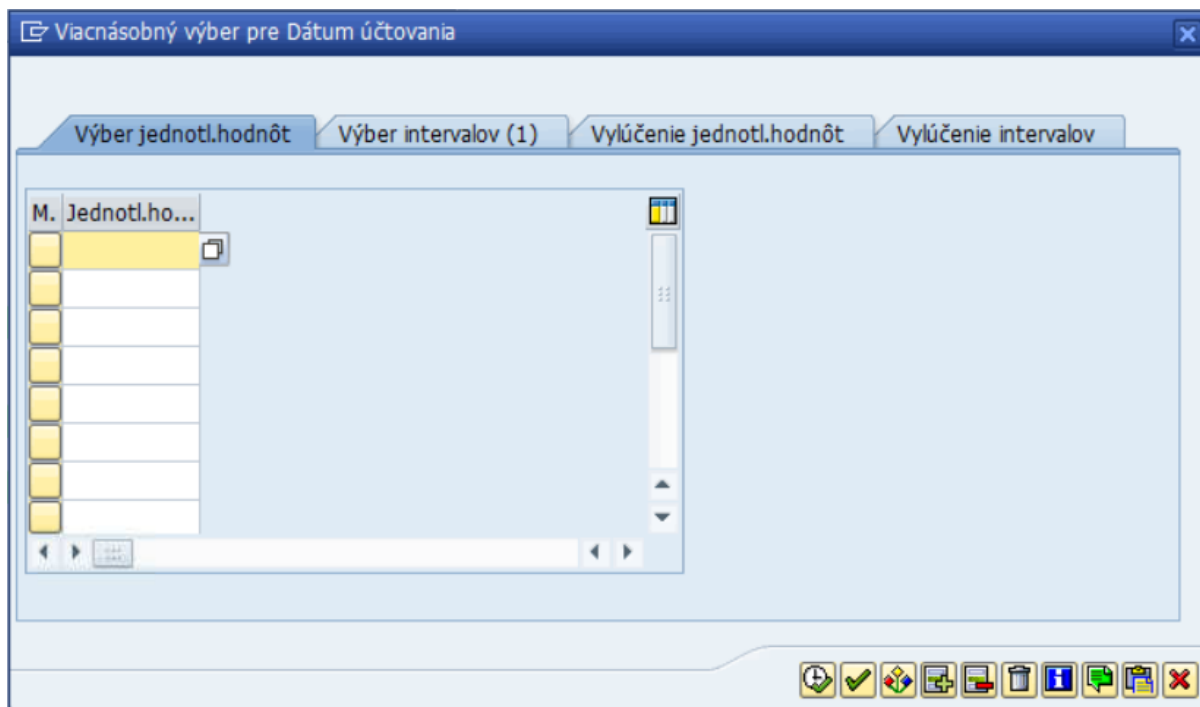 Viacnásobný výber pre Dátum účtovania
Výber jednotl.hodnôt Výber intervalov (1) Vylúčenie jednotl.hodnôt Vylúčenie intervalov
M. Jednotl.ho...